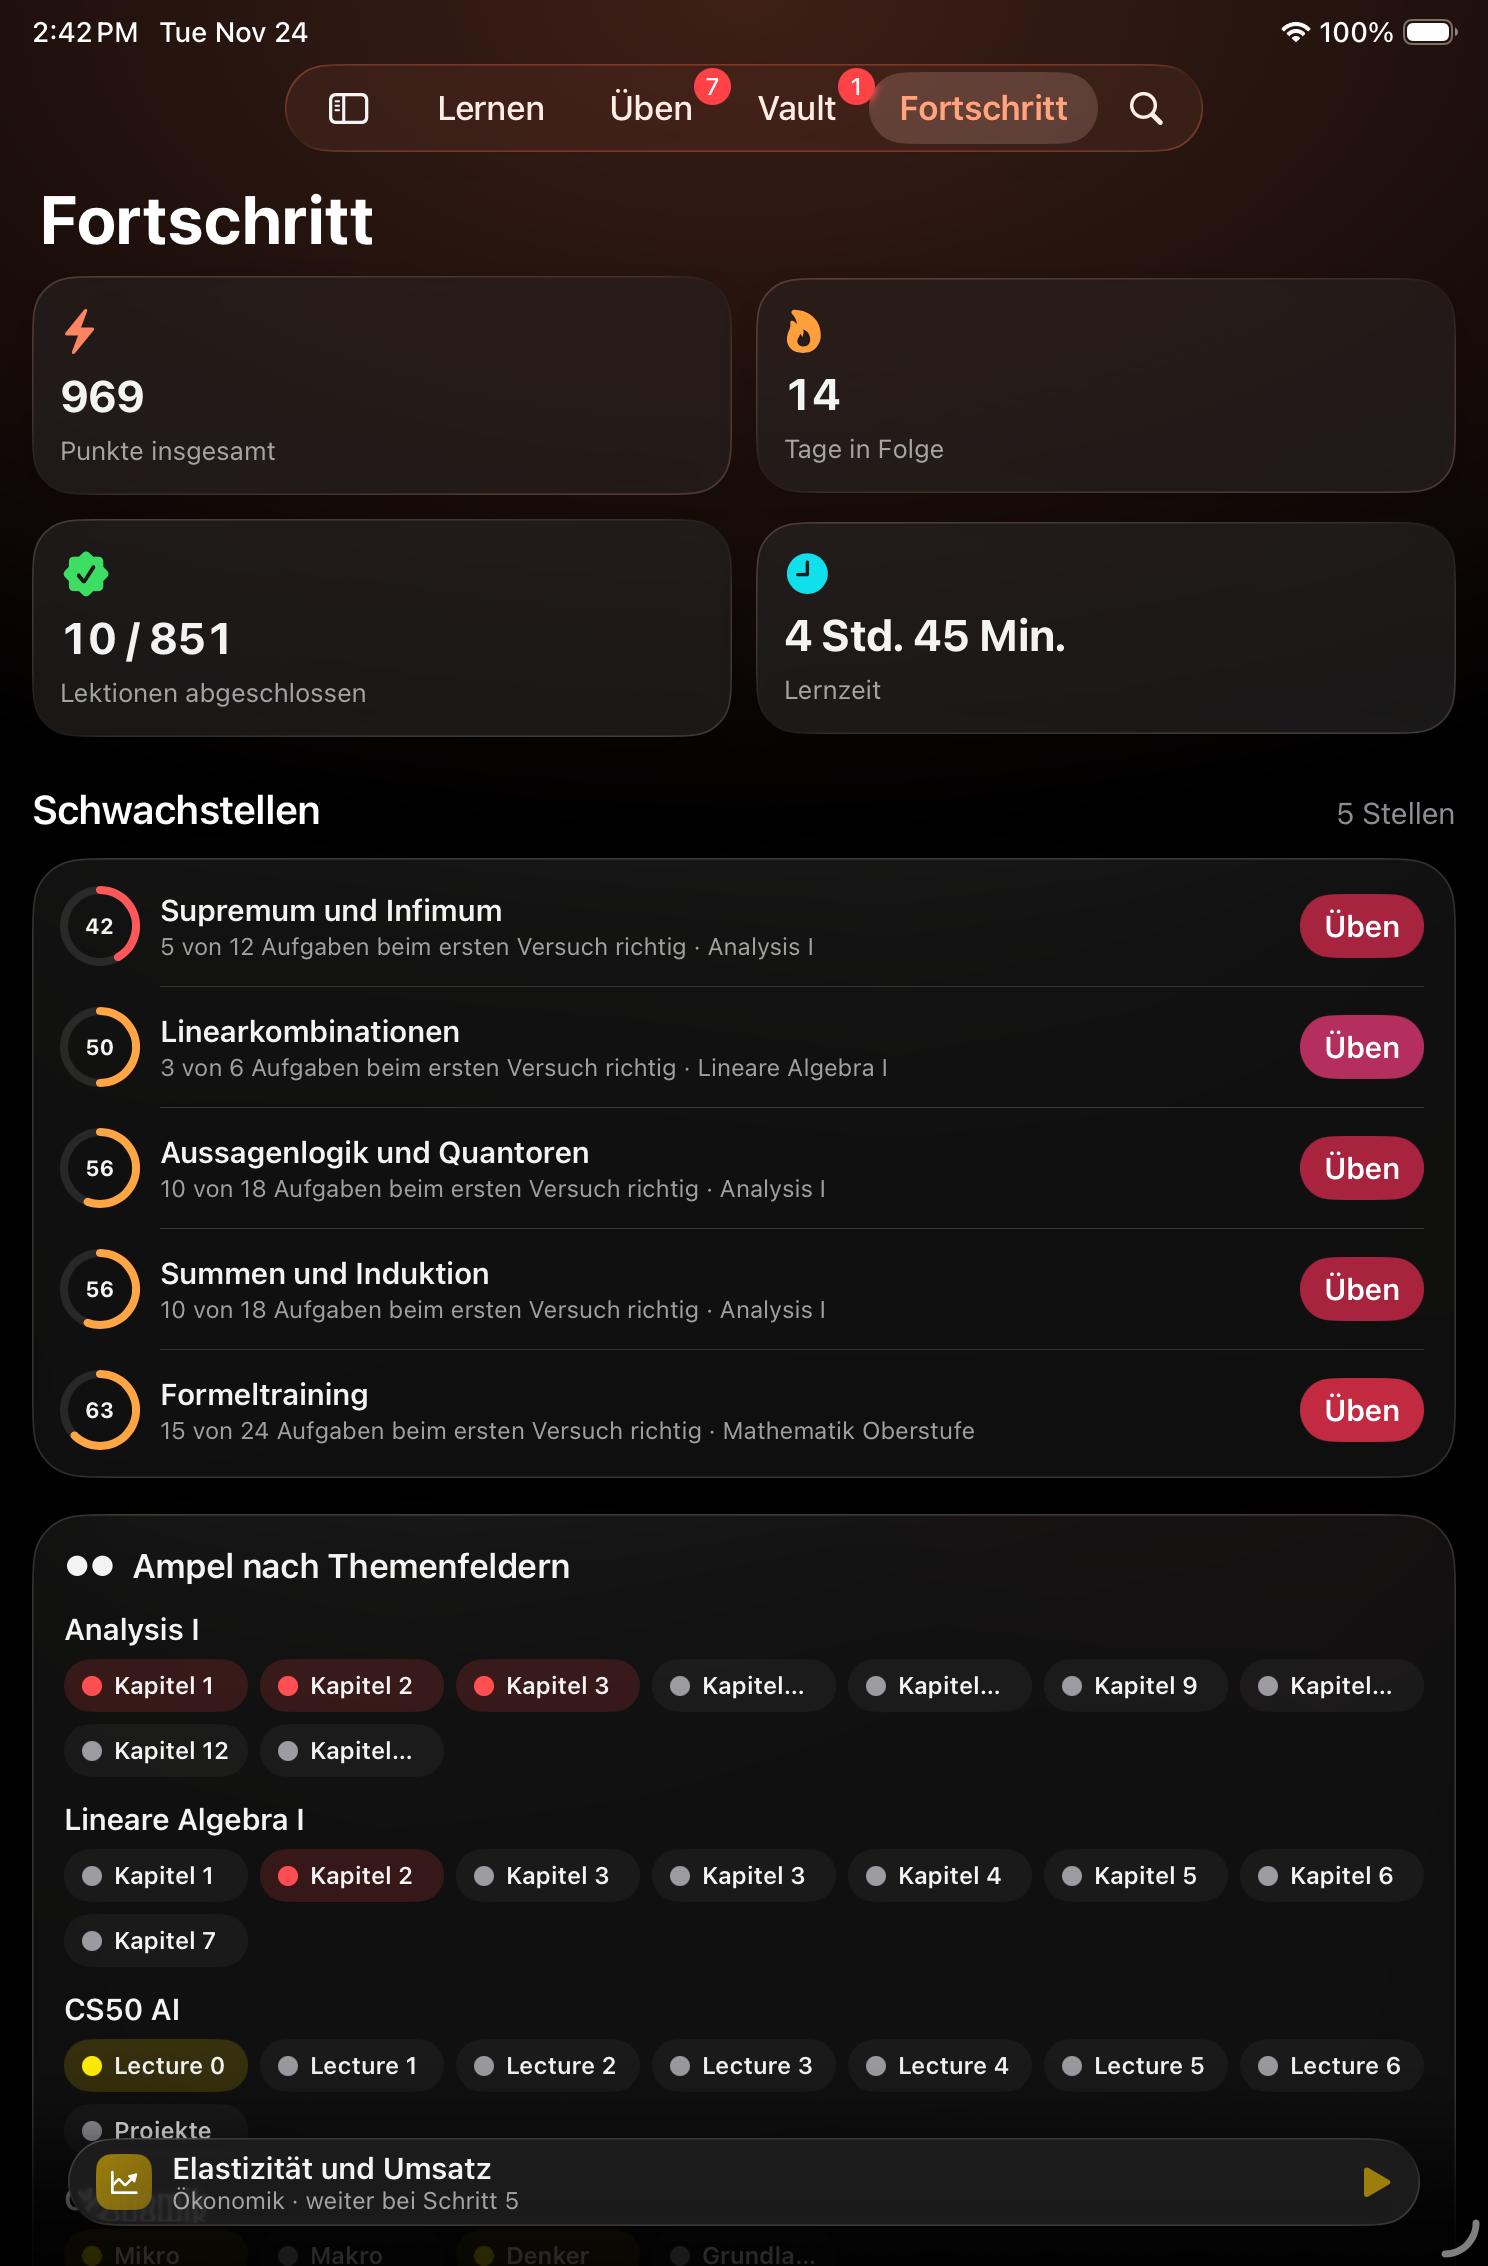 2:42 PM Tue Nov 24
100%
Lernen
Üben
7
Vault
1
Fortschritt
Fortschritt
969
Punkte insgesamt
14
Tage in Folge
10 / 851
Lektionen abgeschlossen
4 Std. 45 Min.
Lernzeit
Schwachstellen
5 Stellen
42
Supremum und Infimum
5 von 12 Aufgaben beim ersten Versuch richtig · Analysis I
Üben
50
Linearkombinationen
3 von 6 Aufgaben beim ersten Versuch richtig · Lineare Algebra I
Üben
56
Aussagenlogik und Quantoren
10 von 18 Aufgaben beim ersten Versuch richtig · Analysis I
Üben
56
Summen und Induktion
10 von 18 Aufgaben beim ersten Versuch richtig · Analysis I
Üben
63
Formeltraining
15 von 24 Aufgaben beim ersten Versuch richtig · Mathematik Oberstufe
Üben
Ampel nach Themenfeldern
Analysis I
Kapitel 1
Kapitel 2
Kapitel 3
Kapitel...
Kapitel...
Kapitel 9
Kapitel...
Kapitel 12
Kapitel...
Lineare Algebra I
Kapitel 1
Kapitel 2
Kapitel 3
Kapitel 3
Kapitel 4
Kapitel 5
Kapitel 6
Kapitel 7
CS50 AI
Lecture 0
Lecture 1
Lecture 2
Lecture 3
Lecture 4
Lecture 5
Lecture 6
Projekte
Elastizität und Umsatz
Ökonomik · weiter bei Schritt 5
Mikro
Makro
Denker
Grundla...